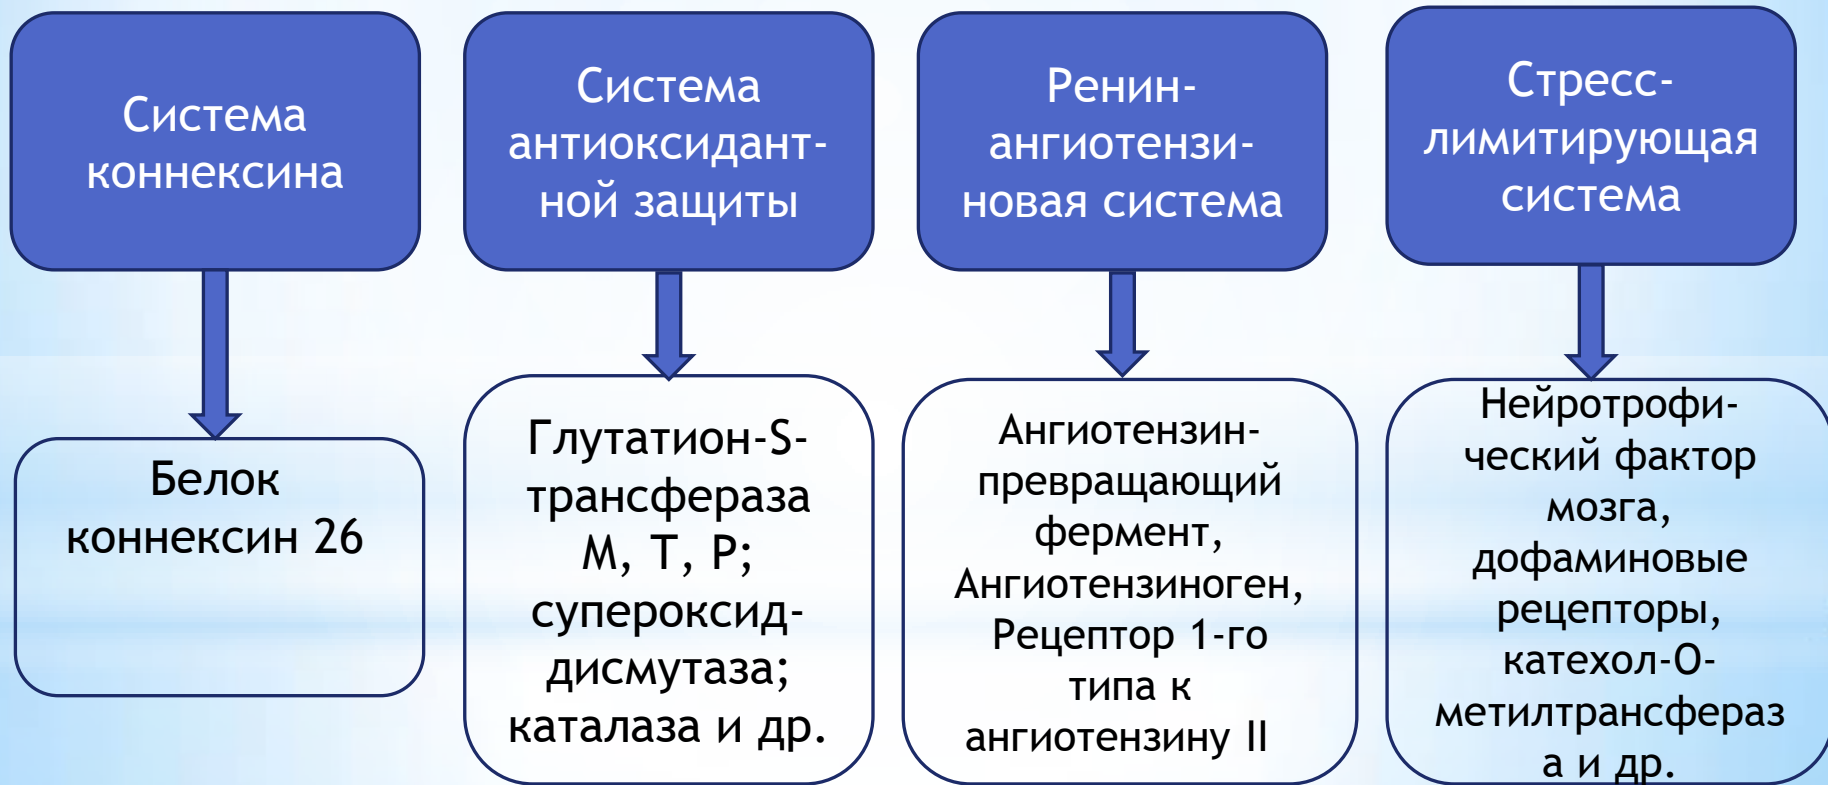 Система
коннексина
Система
антиоксидант-
ной защиты
Ренин-
ангиотензи-
новая система
Стресс-
лимитирующая
система
Белок
коннексин 26
Глутатион-S-
трансфераза
М, Т, Р;
супероксид-
дисмутаза;
каталаза и др.
Ангиотензин-
превращающий
фермент,
Ангиотензиноген,
Рецептор 1-го
типа к
ангиотензину II
Нейротрофи-
ческий фактор
мозга,
дофаминовые
рецепторы,
катехол-О-
метилтрансфераз
а и др.